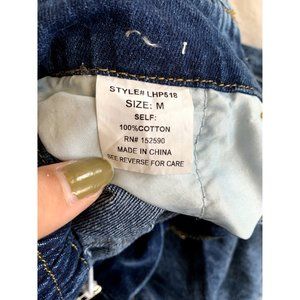 STYLE# LHP518
SIZE: M
SELF:
100%COTTON
RN# 152590
MADE IN CHINA
SEE REVERSE FOR CARE